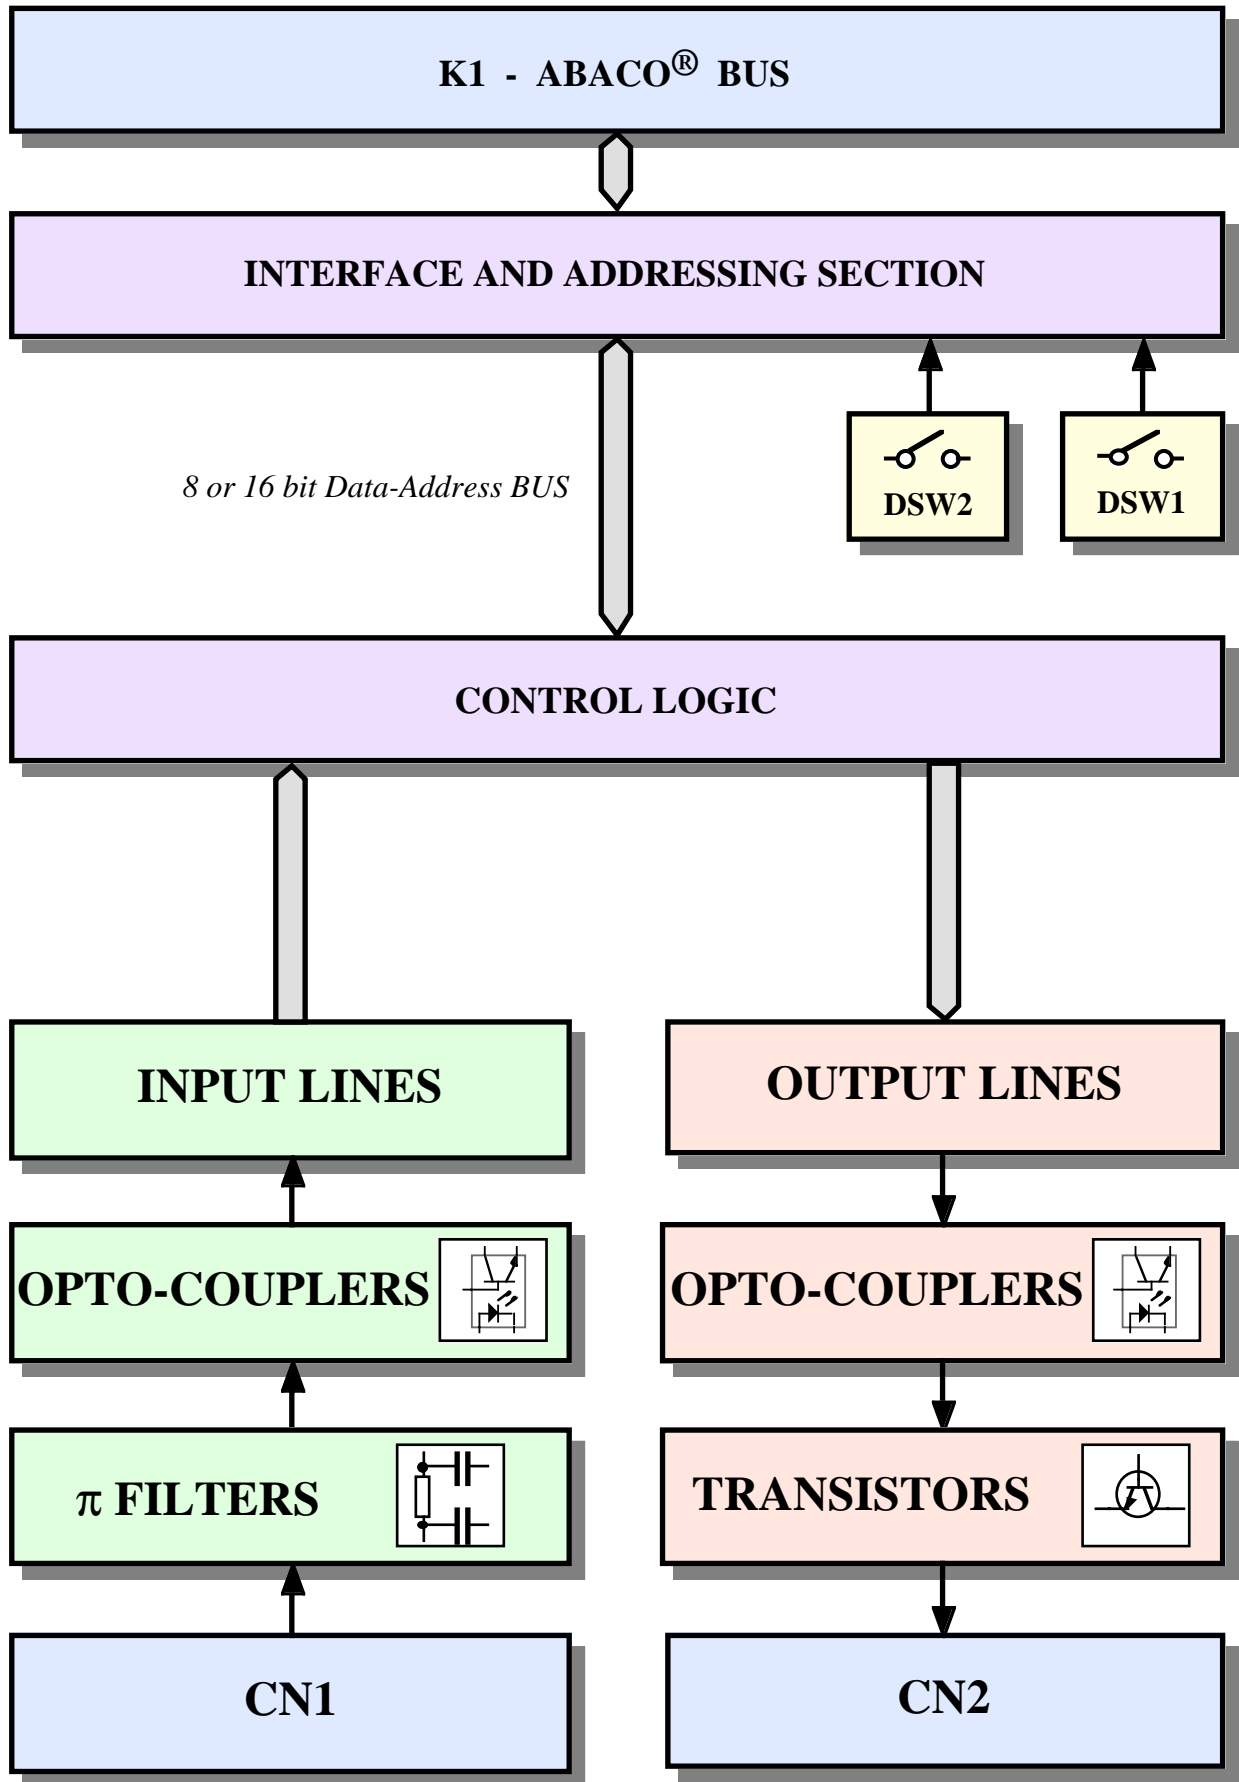 K1 - ABACO® BUS
INTERFACE AND ADDRESSING SECTION
8 or 16 bit Data-Address BUS
DSW2
DSW1
CONTROL LOGIC
INPUT LINES
OUTPUT LINES
OPTO-COUPLERS
OPTO-COUPLERS
π FILTERS
TRANSISTORS
CN1
CN2